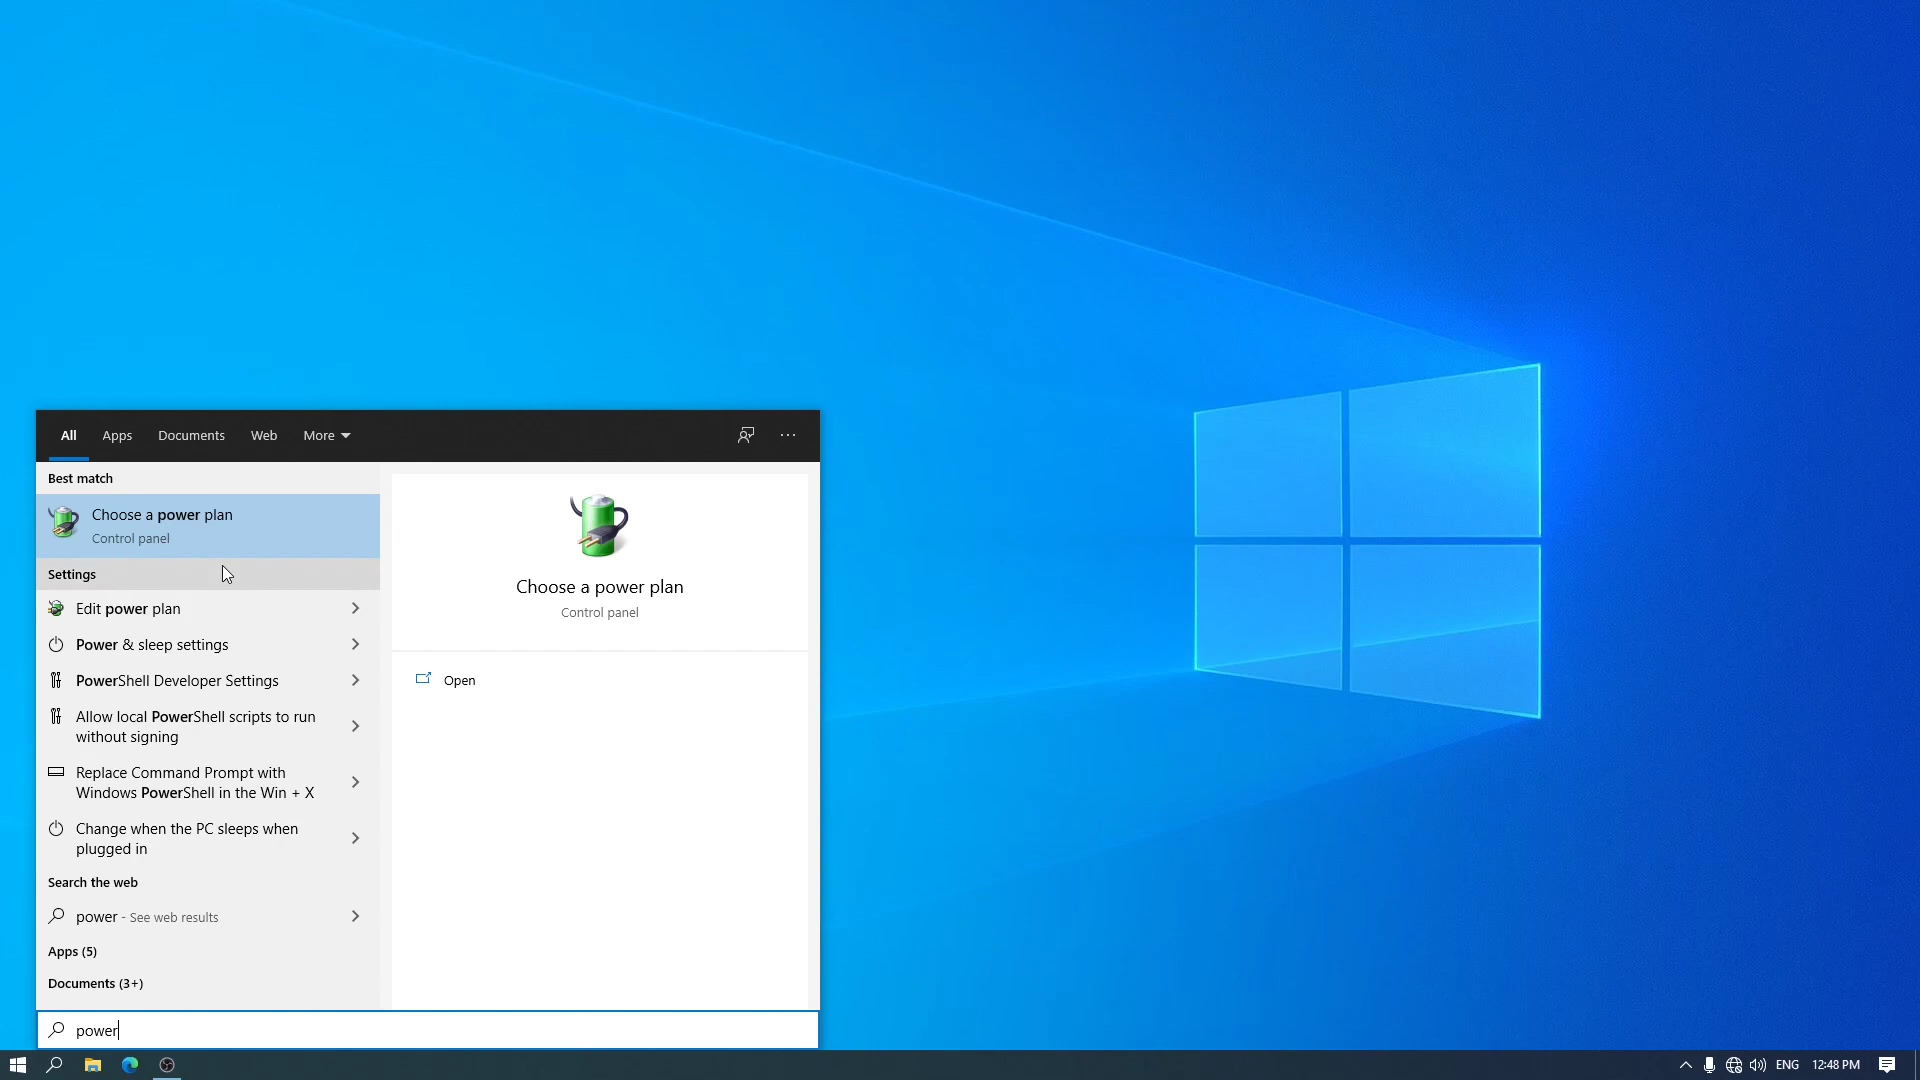 All Apps Documents Web More
Best match
Choose a power plan
Control panel
Settings
Edit power plan
Power & sleep settings
PowerShell Developer Settings
Allow local PowerShell scripts to run
without signing
Replace Command Prompt with
Windows PowerShell in the Win + X
Change when the PC sleeps when
plugged in
Search the web
power - See web results
Apps (5)
Documents (3+)
Choose a power plan
Control panel
Open
power
ENG 12:48 PM